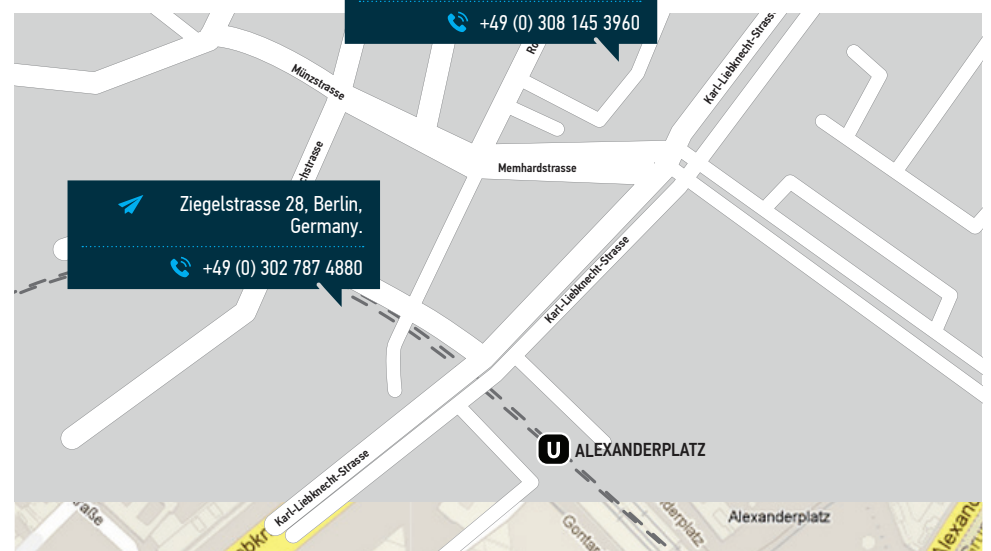 +49 (0) 308 145 3960
Karl-Liebknecht-Strasse
Münzstrasse
Memhardstrasse
Ziegelstrasse 28, Berlin,
Germany.
+49 (0) 302 787 4880
Karl-Liebknecht-Strasse
U ALEXANDERPLATZ
Karl-Liebknecht-Strasse
Alexanderplatz